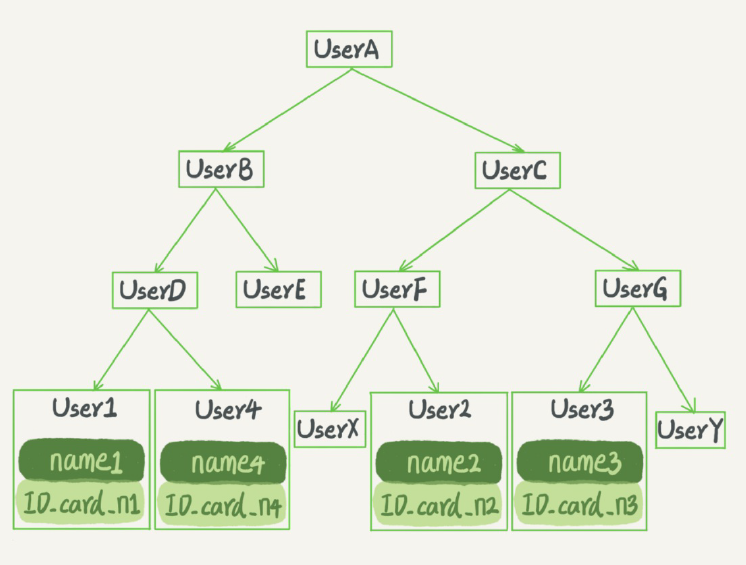 UserA
UserB
UserC
UserD
UserE
UserF
UserG
User1
name1
ID_card_n1
User4
name4
ID_card_n4
UserX
User2
name2
ID_card_n2
User3
name3
ID_card_n3
UserY